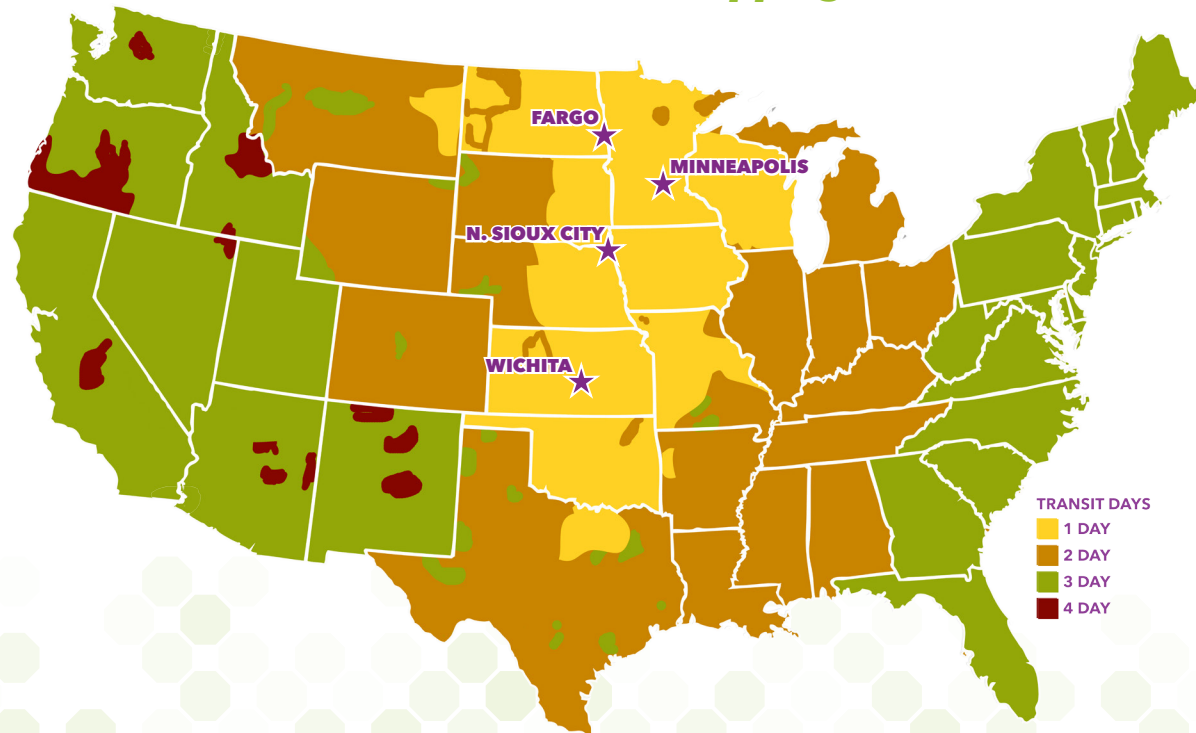 FARGO
MINNEAPOLIS
N. SIOUX CITY
WICHITA
TRANSIT DAYS
1 DAY
2 DAY
3 DAY
4 DAY